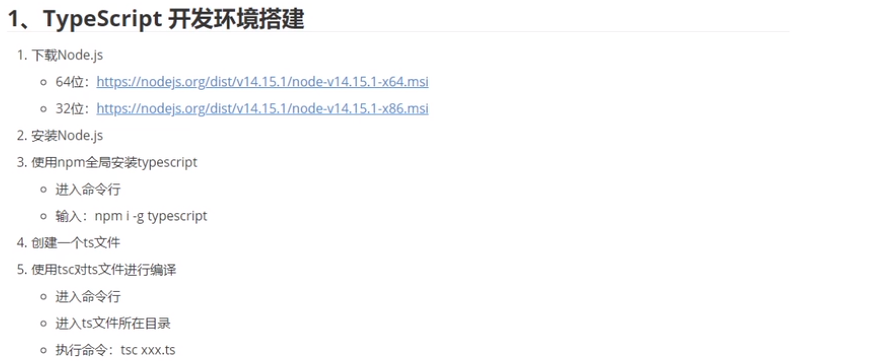 1、TypeScript 开发环境搭建
1. 下载Node.js
64位：https://nodejs.org/dist/v14.15.1/node-v14.15.1-x64.msi
32位：https://nodejs.org/dist/v14.15.1/node-v14.15.1-x86.msi
2. 安装Node.js
3. 使用npm全局安装typescript
进入命令行
输入：npm i -g typescript
4. 创建一个ts文件
5. 使用tsc对ts文件进行编译
进入命令行
进入ts文件所在目录
执行命令：tsc xxx.ts